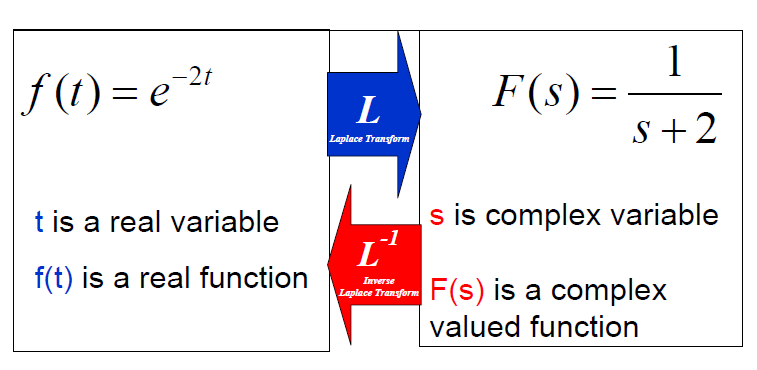 f(t) = e^{-2t}
t is a real variable
f(t) is a real function
L
Laplace Transform
L^{-1}
Inverse
Laplace Transform
F(s) = \frac{1}{s+2}
s is complex variable
F(s) is a complex
valued function